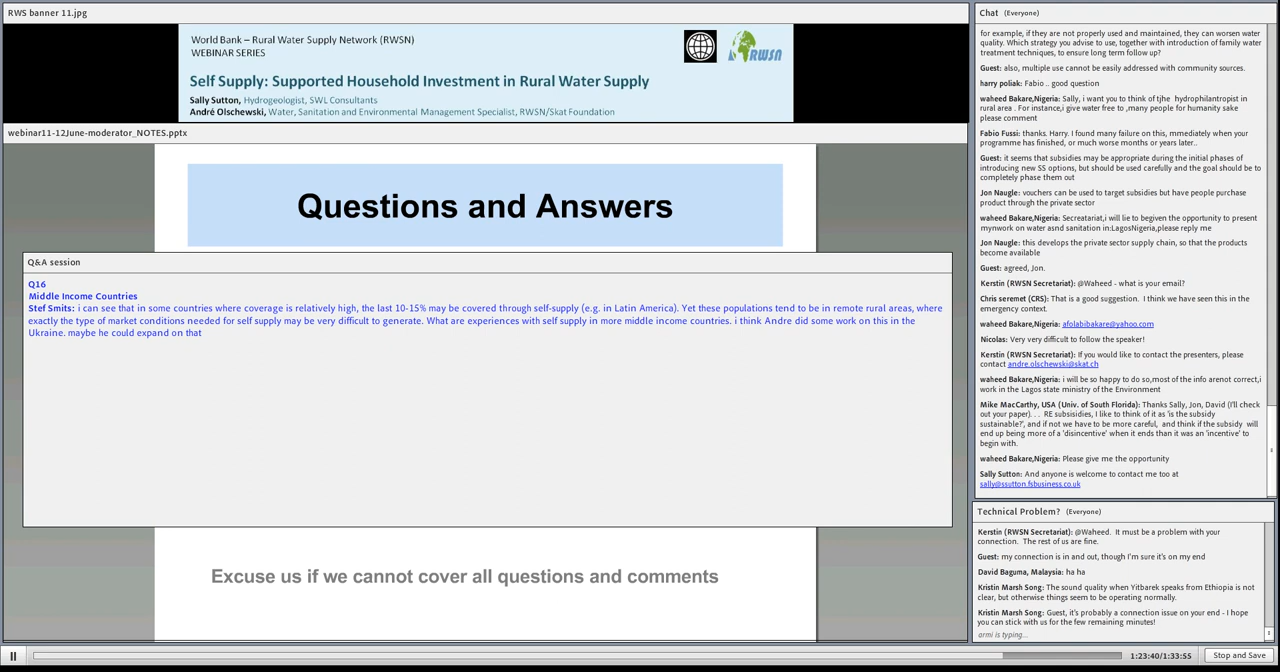 RWS banner 11.jpg
World Bank – Rural Water Supply Network (RWSN)
WEBINAR SERIES
RWSN
Self Supply: Supported Household Investment in Rural Water Supply
Sally Sutton, Hydrogeologist, SWL Consultants
André Olschewski, Water, Sanitation and Environmental Management Specialist, RWSN/Skat Foundation
webinar11-12June-moderator_NOTES.pptx
Questions and Answers
Q&A session
Q16
Middle Income Countries
Stef Smits: i can see that in some countries where coverage is relatively high, the last 10-15% may be covered through self-supply (e.g. in Latin America). Yet these populations tend to be in remote rural areas, where
exactly the type of market conditions needed for self supply may be very difficult to generate. What are experiences with self supply in more middle income countries. i think Andre did some work on this in the
Ukraine. maybe he could expand on that
Excuse us if we cannot cover all questions and comments
Chat (Everyone)
for example, if they are not properly used and maintained, they can worsen water
quality. Which strategy you advise to use, together with introduction of family water
treatment techniques, to ensure long term follow up?
Guest: also, multiple use cannot be easily addressed with community sources.
harry poliak: Fabio .. good question
waheed Bakare,Nigeria: Sally, i want you to think of tjhe hydrophilantropist in
rural area . For instance,i give water free to ,many people for humanity sake
please comment
Fabio Fussi: thanks. Harry. I found many failure on this, mmediately when your
programme has finished, or much worse months or years later..
Guest: it seems that subsidies may be appropriate during the initial phases of
introducing new SS options, but should be used carefully and the goal should be to
completely phase them out
Jon Naugle: vouchers can be used to target subsidies but have people purchase
product through the private sector
waheed Bakare,Nigeria: Secreatariat,i will lie to begiven the opportunity to present
mynwork on water asnd sanitation in:LagosNigeria,please reply me
Jon Naugle: this develops the private sector supply chain, so that the products
become available
Guest: agreed, Jon.
Kerstin (RWSN Secretariat): @Waheed - what is your email?
Chris seremet (CRS): That is a good suggestion. I think we have seen this in the
emergency context.
waheed Bakare,Nigeria: afolabibakare@yahoo.com
Nicolas: Very very difficult to follow the speaker!
Kerstin (RWSN Secretariat): If you would like to contact the presenters, please
contact andre.olschewski@skat.ch
waheed Bakare,Nigeria: i will be so happy to do so,most of the info arenot correct,i
work in the Lagos state ministry of the Environment
Mike MacCarthy, USA (Univ. of South Florida): Thanks Sally, Jon, David (I'll check
out your paper). . . RE subsisidies, I like to think of it as 'is the subsidy
sustainable?', and if not we have to be more careful, and think if the subsidy will
end up being more of a 'disincentive' when it ends than it was an 'incentive' to
begin with.
waheed Bakare,Nigeria: Please give me the opportunity
Sally Sutton: And anyone is welcome to contact me too at
sally@ssutton.fsbusiness.co.uk
Technical Problem? (Everyone)
Kerstin (RWSN Secretariat): @Waheed. It must be a problem with your
connection. The rest of us are fine.
Guest: my connection is in and out, though I'm sure it's on my end
David Baguma, Malaysia: ha ha
Kristin Marsh Song: The sound quality when Yitbarek speaks from Ethiopia is not
clear, but otherwise things seem to be operating normally.
Kristin Marsh Song: Guest, it's probably a connection issue on your end - I hope
you can stick with us for the few remaining minutes!
armi is typing...
1:23:40/1:33:55
Stop and Save